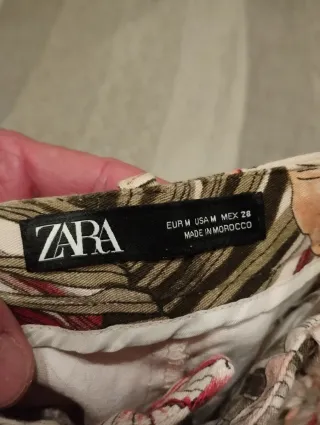 ZARA
EUR M USA M MEX 28
MADE IN MOROCCO